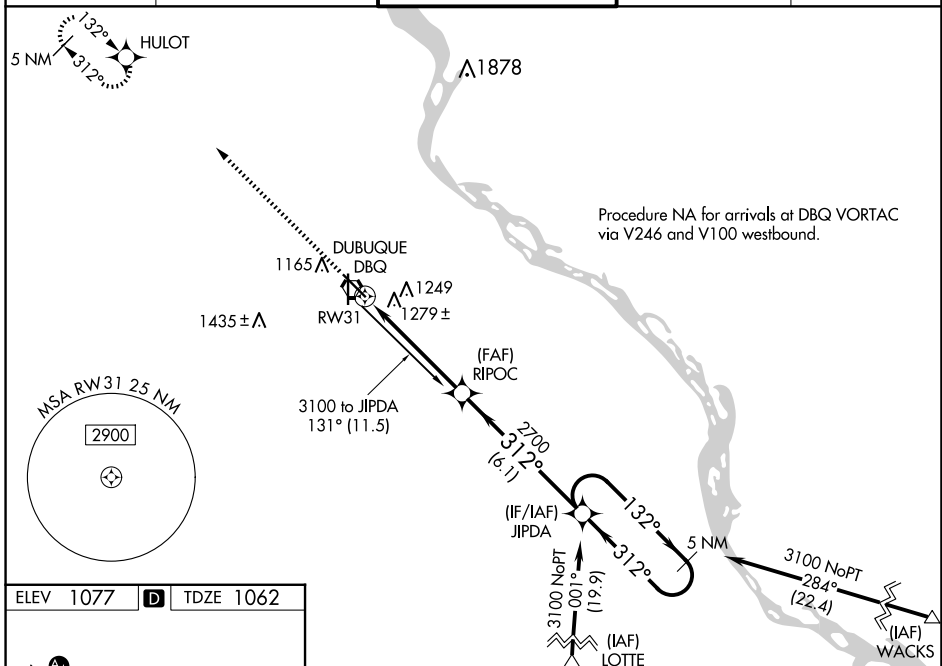 132°
HULOT
5 NM
312°
1878
Procedure NA for arrivals at DBQ VORTAC
via V246 and V100 westbound.
DUBUQUE
DBQ
1165
1249
1279±
RW31
1435±
(FAF)
RIPOC
MSA RW31 25 NM
2900
3100 to JIPDA
131° (11.5)
2700
312°
(6.1)
(IF/IAF)
JIPDA
132°
312°
5 NM
3100 NoPT
284°
(22.4)
(IAF)
WACKS
3100 NoPT
001°
(19.9)
(IAF)
LOTTE
ELEV 1077 D TDZE 1062